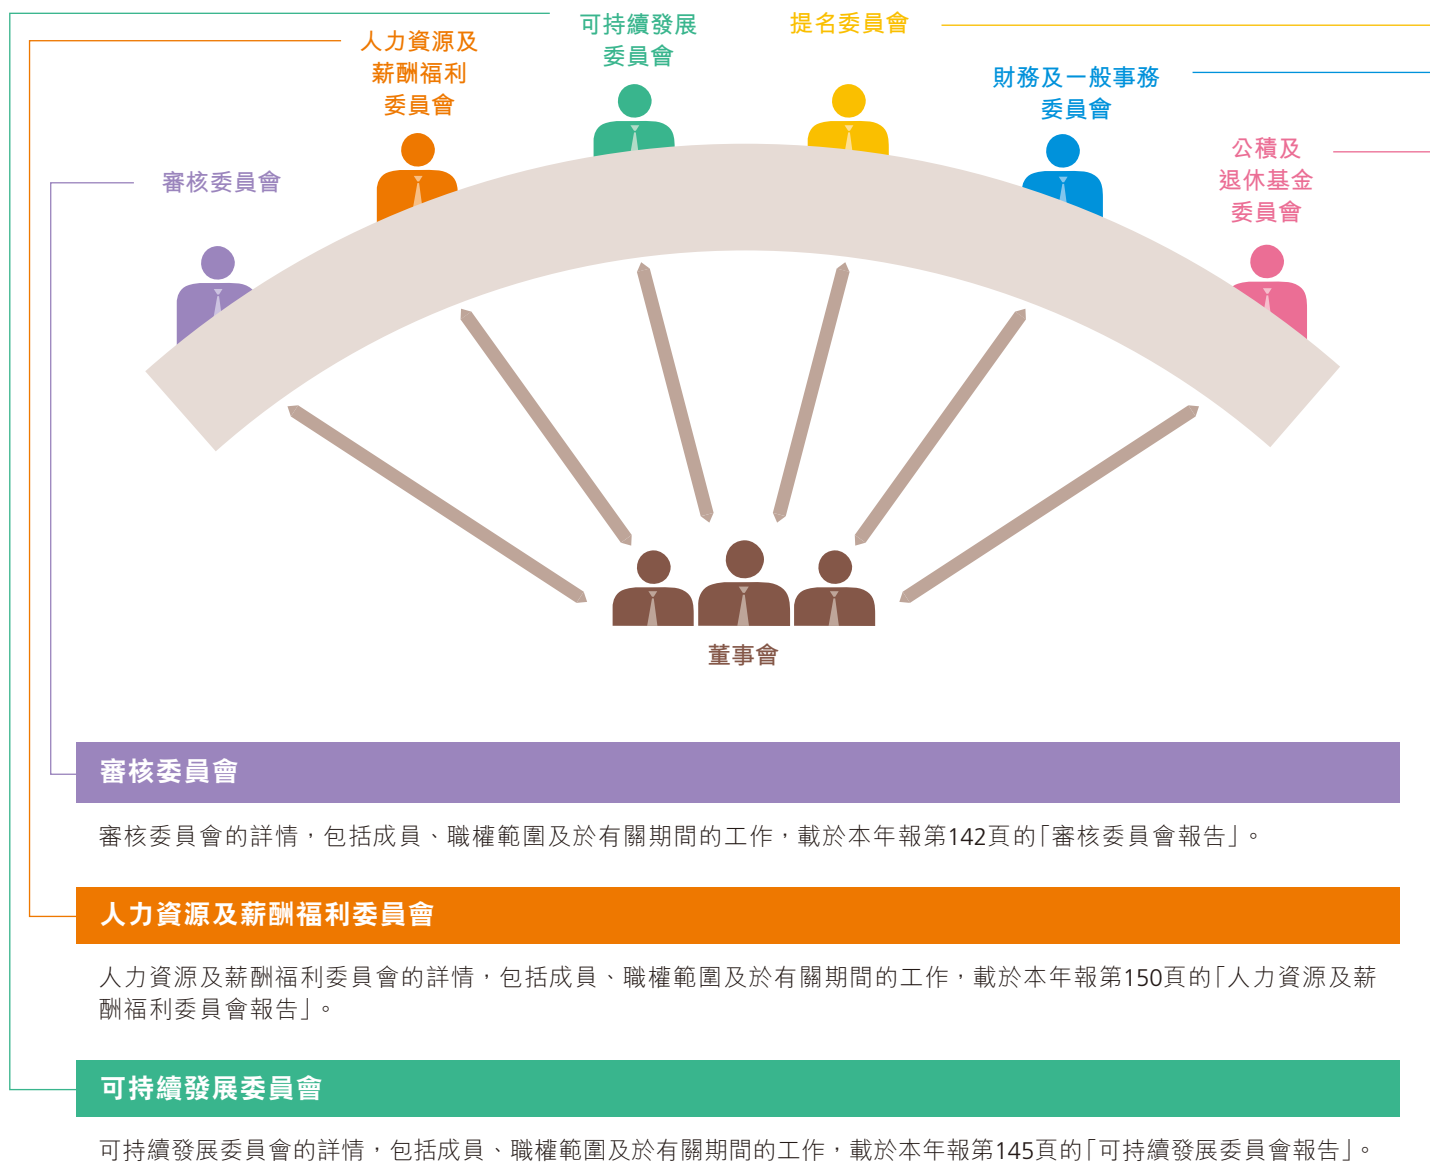 可持續發展
委員會
提名委員會
人力資源及
薪酬福利
委員會
財務及一般事務
委員會
公積及
退休基金
委員會
審核委員會
董事會
審核委員會
審核委員會的詳情，包括成員、職權範圍及於有關期間的工作，載於本年報第142頁的「審核委員會報告」。
人力資源及薪酬福利委員會
人力資源及薪酬福利委員會的詳情，包括成員、職權範圍及於有關期間的工作，載於本年報第150頁的「人力資源及薪
酬福利委員會報告」。
可持續發展委員會
可持續發展委員會的詳情，包括成員、職權範圍及於有關期間的工作，載於本年報第145頁的「可持續發展委員會報告」。